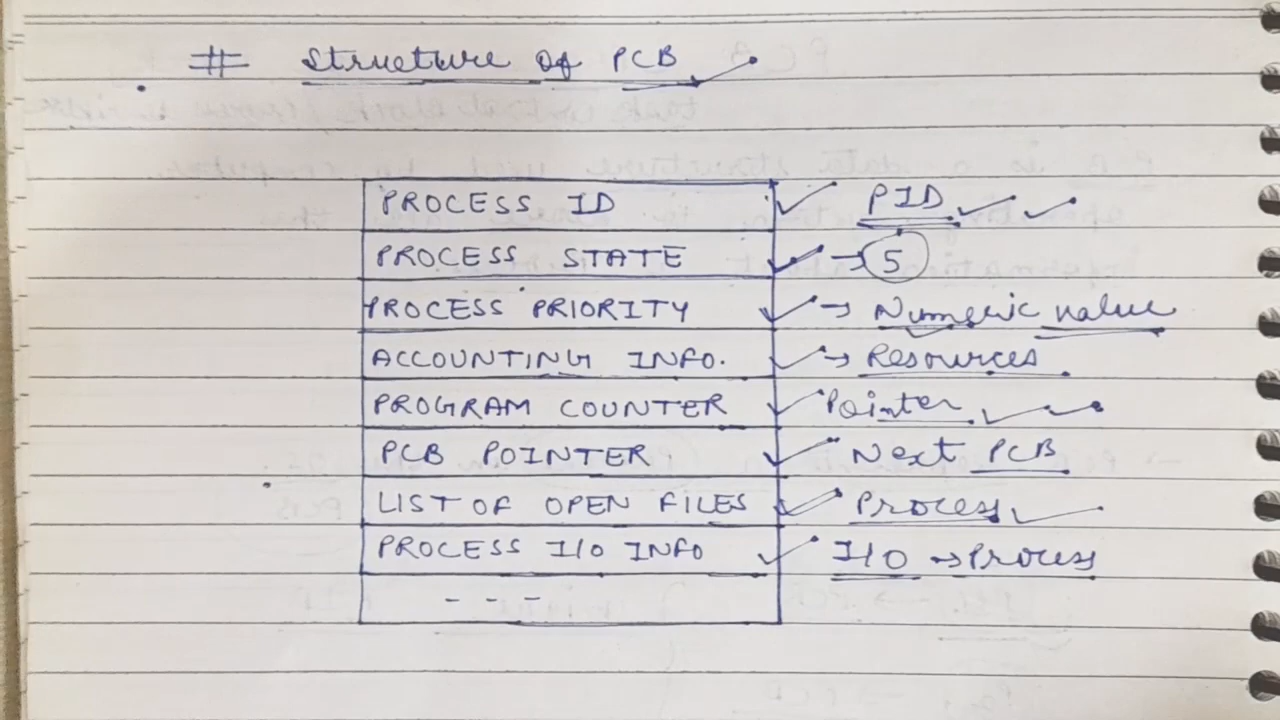 # Structure of PCB
PROCESS ID PID
PROCESS STATE → 5
PROCESS PRIORITY → Numeric value
ACCOUNTING INFO. → Resources
PROGRAM COUNTER Pointer
PCB POINTER Next PCB
LIST OF OPEN FILES Process
PROCESS I/O INFO I/O → Process
- - -